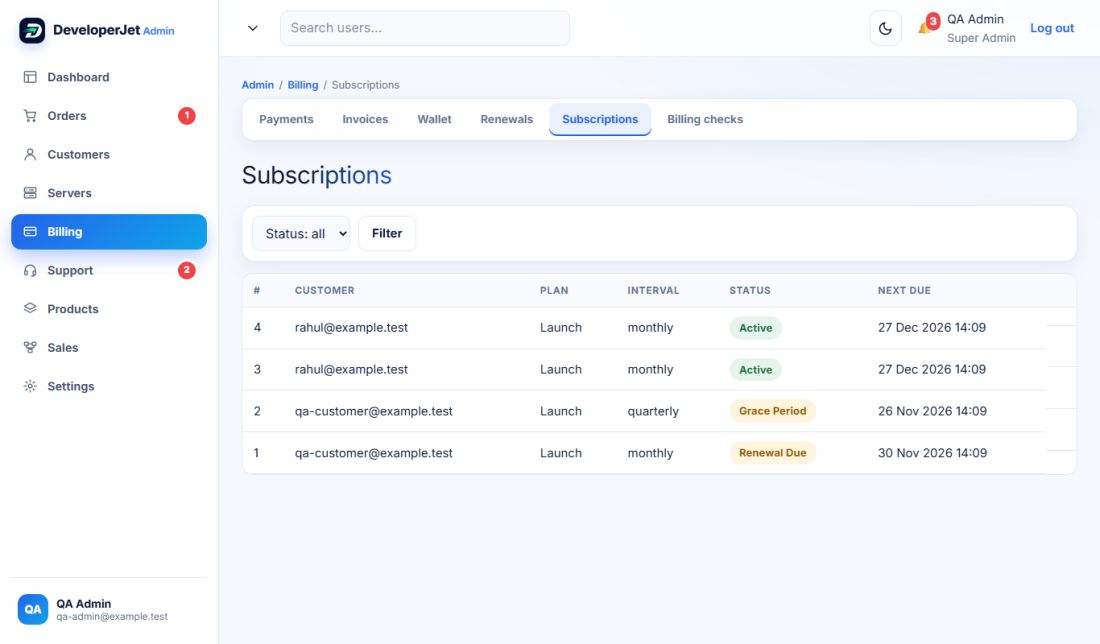 DeveloperJet Admin
Search users...
3
QA Admin
Super Admin
Log out
Dashboard
Orders 1
Customers
Servers
Billing
Support 2
Products
Sales
Settings
QA
QA Admin
qa-admin@example.test
Admin / Billing / Subscriptions
Payments Invoices Wallet Renewals Subscriptions Billing checks
Subscriptions
Status: all Filter
# CUSTOMER PLAN INTERVAL STATUS NEXT DUE
4 rahul@example.test Launch monthly Active 27 Dec 2026 14:09
3 rahul@example.test Launch monthly Active 27 Dec 2026 14:09
2 qa-customer@example.test Launch quarterly Grace Period 26 Nov 2026 14:09
1 qa-customer@example.test Launch monthly Renewal Due 30 Nov 2026 14:09